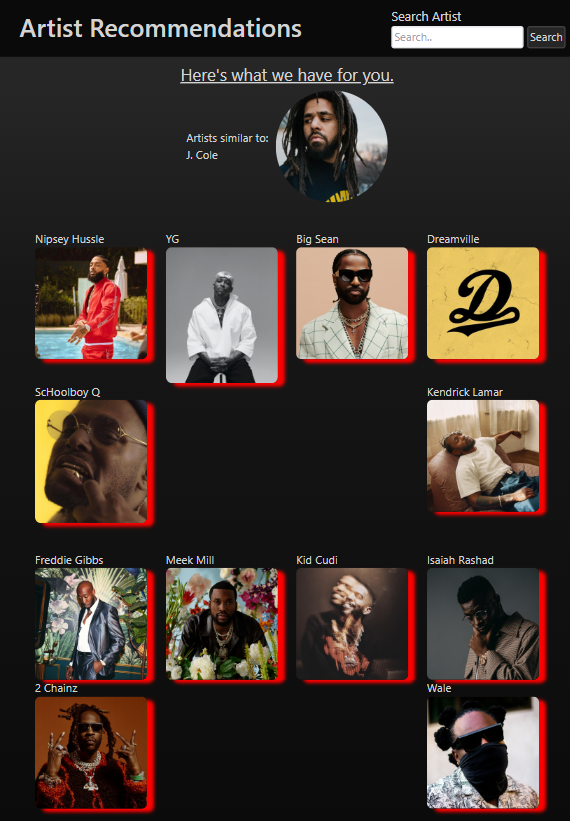 Artist Recommendations
Search Artist
Search..
Search
Here's what we have for you.
Artists similar to:
J. Cole
Nipsey Hussle
YG
Big Sean
Dreamville
D
ScHoolboy Q
Kendrick Lamar
Freddie Gibbs
Meek Mill
Kid Cudi
Isaiah Rashad
2 Chainz
Wale